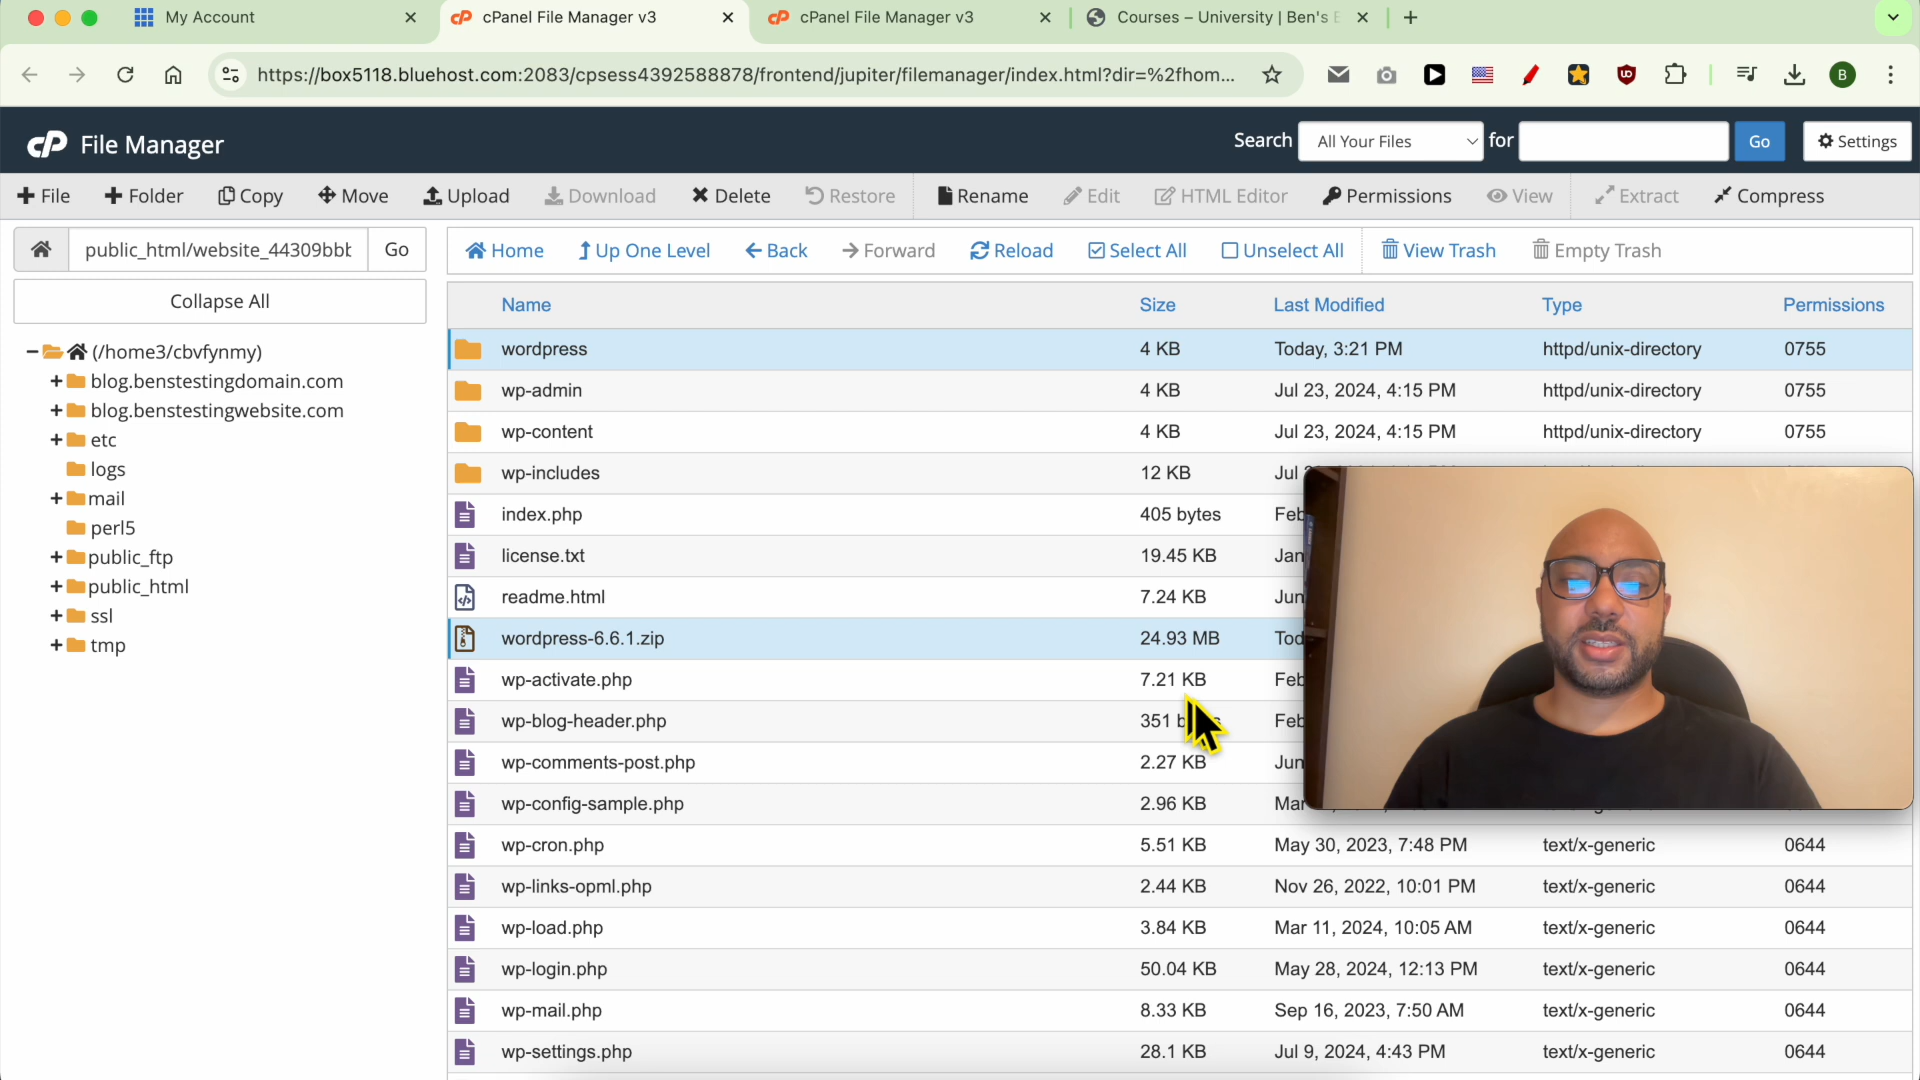 My Account
cPanel File Manager v3
cPanel File Manager v3
Courses – University | Ben's
https://box5118.bluehost.com:2083/cpsess4392588878/frontend/jupiter/filemanager/index.html?dir=%2fhom...
B
cP File Manager
Search All Your Files for Go Settings
File Folder Copy Move Upload Download Delete Restore Rename Edit HTML Editor Permissions View Extract Compress
public_html/website_44309bbb Go
Home Up One Level Back Forward Reload Select All Unselect All View Trash Empty Trash
Collapse All
(/home3/cbvfynmy)
blog.benstestingdomain.com
blog.benstestingwebsite.com
etc
logs
mail
perl5
public_ftp
public_html
ssl
tmp
Name Size Last Modified Type Permissions
wordpress 4 KB Today, 3:21 PM httpd/unix-directory 0755
wp-admin 4 KB Jul 23, 2024, 4:15 PM httpd/unix-directory 0755
wp-content 4 KB Jul 23, 2024, 4:15 PM httpd/unix-directory 0755
wp-includes 12 KB Jul
index.php 405 bytes Feb
license.txt 19.45 KB Jan
readme.html 7.24 KB Jun
wordpress-6.6.1.zip 24.93 MB Tod
wp-activate.php 7.21 KB Feb
wp-blog-header.php 351 Feb
wp-comments-post.php 2.27 KB Jun
wp-config-sample.php 2.96 KB Mar
wp-cron.php 5.51 KB May 30, 2023, 7:48 PM text/x-generic 0644
wp-links-opml.php 2.44 KB Nov 26, 2022, 10:01 PM text/x-generic 0644
wp-load.php 3.84 KB Mar 11, 2024, 10:05 AM text/x-generic 0644
wp-login.php 50.04 KB May 28, 2024, 12:13 PM text/x-generic 0644
wp-mail.php 8.33 KB Sep 16, 2023, 7:50 AM text/x-generic 0644
wp-settings.php 28.1 KB Jul 9, 2024, 4:43 PM text/x-generic 0644